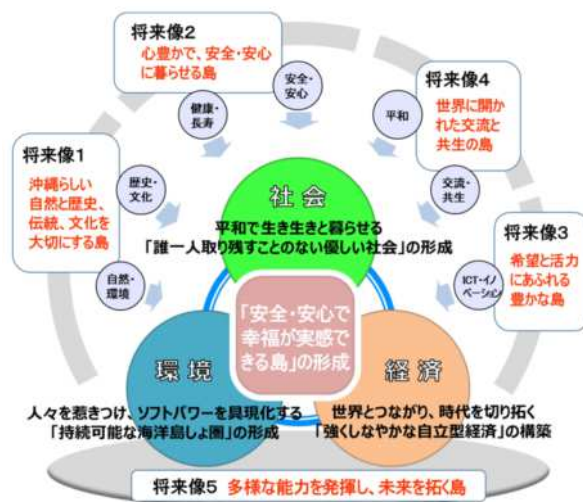 将来像2
心豊かで、安全・安心
に暮らせる島
安全・
安心
健康・
長寿
平和
将来像4
世界に開か
れた交流と
共生の島
将来像1
沖縄らしい
自然と歴史、
伝統、文化を
大切にする島
歴史・
文化
自然・
環境
交流・
共生
将来像3
希望と活力
にあふれる
豊かな島
ICT・イノ
ベーション
社会
平和で生き生きと暮らせる
「誰一人取り残すことのない優しい社会」の形成
「安全・安心で
幸福が実感で
きる島」の形成
環境
人々を惹きつけ、ソフトパワーを具現化する
「持続可能な海洋島しょ圏」の形成
経済
世界とつながり、時代を切り拓く
「強くしなやかな自立型経済」の構築
将来像5 多様な能力を発揮し、未来を拓く島